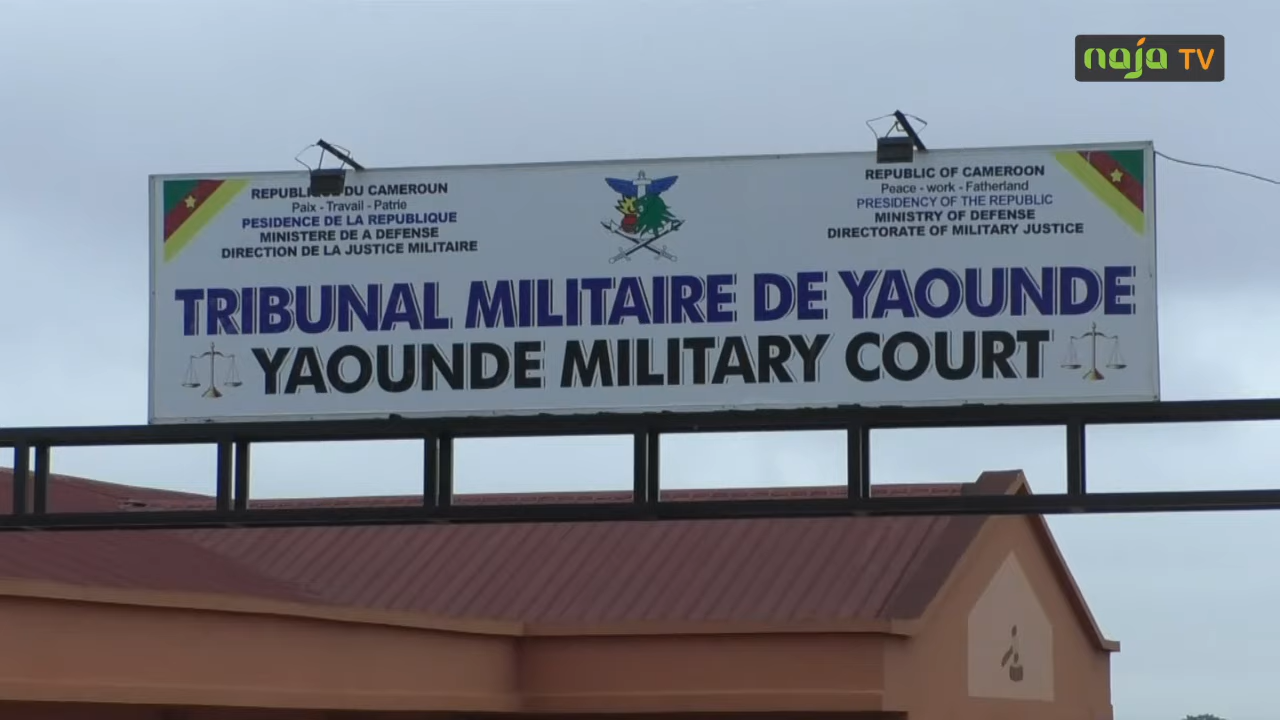 naja TV
REPUBLIQUE DU CAMEROUN
Paix - Travail - Patrie
PESIDENCE DE LA REPUBLIQUE
MINISTERE DE A DEFENSE
DIRECTION DE LA JUSTICE MILITAIRE
REPUBLIC OF CAMEROON
Peace - work - Fatherland
PRESIDENCY OF THE REPUBLIC
MINISTRY OF DEFENSE
DIRECTORATE OF MILITARY JUSTICE
TRIBUNAL MILITAIRE DE YAOUNDE
YAOUNDE MILITARY COURT